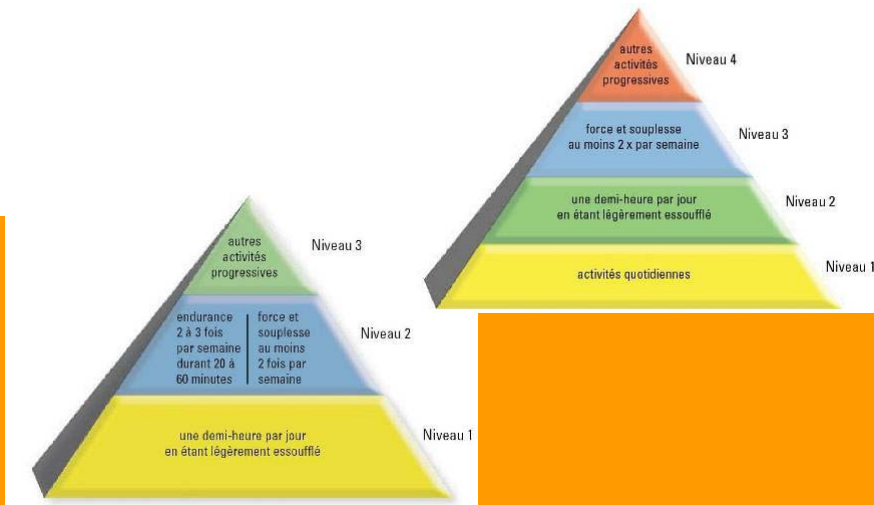 autres
activités
progressives
Niveau 4
force et souplesse
au moins 2 x par semaine
Niveau 3
une demi-heure par jour
en étant légèrement essoufflé
Niveau 2
activités quotidiennes
Niveau 1
autres
activités
progressives
Niveau 3
endurance
2 à 3 fois
par semaine
durant 20 à
60 minutes
force et
souplesse
au moins
2 fois par
semaine
Niveau 2
une demi-heure par jour
en étant légèrement essoufflé
Niveau 1